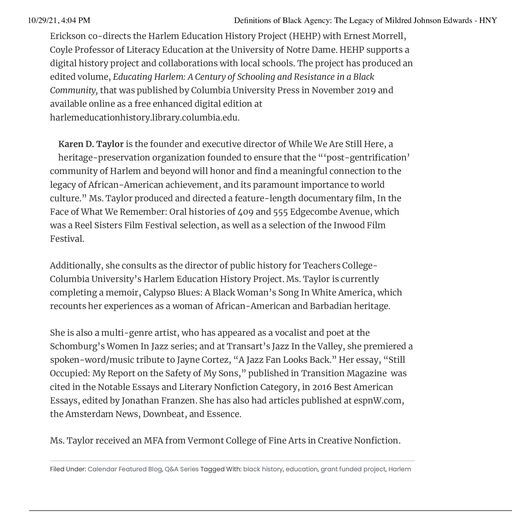 10/29/21, 4:04 PM Definitions of Black Agency: The Legacy of Mildred Johnson Edwards - HNY
Erickson co-directs the Harlem Education History Project (HEHP) with Ernest Morrell,
Coyle Professor of Literacy Education at the University of Notre Dame. HEHP supports a
digital history project and collaborations with local schools. The project has produced an
edited volume, Educating Harlem: A Century of Schooling and Resistance in a Black
Community, that was published by Columbia University Press in November 2019 and
available online as a free enhanced digital edition at
harlemeducationhistory.library.columbia.edu.
Karen D. Taylor is the founder and executive director of While We Are Still Here, a
heritage-preservation organization founded to ensure that the “‘post-gentrification’
community of Harlem and beyond will honor and find a meaningful connection to the
legacy of African-American achievement, and its paramount importance to world
culture.” Ms. Taylor produced and directed a feature-length documentary film, In the
Face of What We Remember: Oral histories of 409 and 555 Edgecombe Avenue, which
was a Reel Sisters Film Festival selection, as well as a selection of the Inwood Film
Festival.
Additionally, she consults as the director of public history for Teachers College-
Columbia University’s Harlem Education History Project. Ms. Taylor is currently
completing a memoir, Calypso Blues: A Black Woman’s Song In White America, which
recounts her experiences as a woman of African-American and Barbadian heritage.
She is also a multi-genre artist, who has appeared as a vocalist and poet at the
Schomburg’s Women In Jazz series; and at Transart’s Jazz In the Valley, she premiered a
spoken-word/music tribute to Jayne Cortez, “A Jazz Fan Looks Back.” Her essay, “Still
Occupied: My Report on the Safety of My Sons,” published in Transition Magazine was
cited in the Notable Essays and Literary Nonfiction Category, in 2016 Best American
Essays, edited by Jonathan Franzen. She has also had articles published at espnW.com,
the Amsterdam News, Downbeat, and Essence.
Ms. Taylor received an MFA from Vermont College of Fine Arts in Creative Nonfiction.
Filed Under: Calendar Featured Blog, Q&A Series Tagged With: black history, education, grant funded project, Harlem